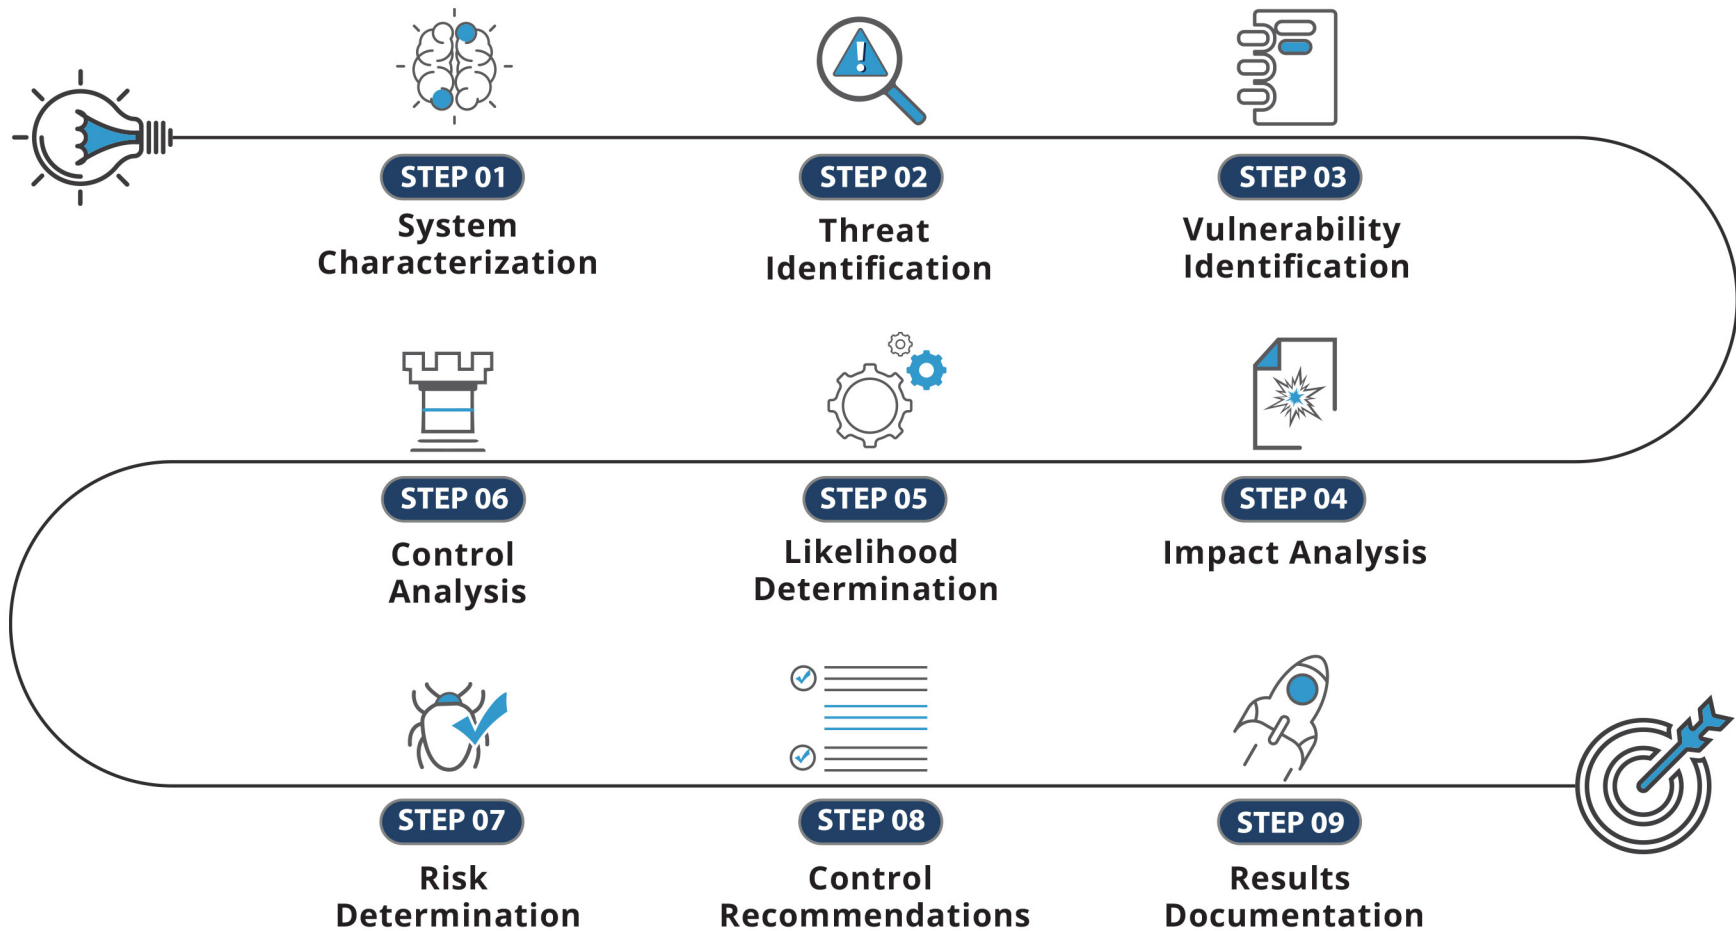 STEP 01
System
Characterization
STEP 02
Threat
Identification
STEP 03
Vulnerability
Identification
STEP 04
Impact Analysis
STEP 05
Likelihood
Determination
STEP 06
Control
Analysis
STEP 07
Risk
Determination
STEP 08
Control
Recommendations
STEP 09
Results
Documentation